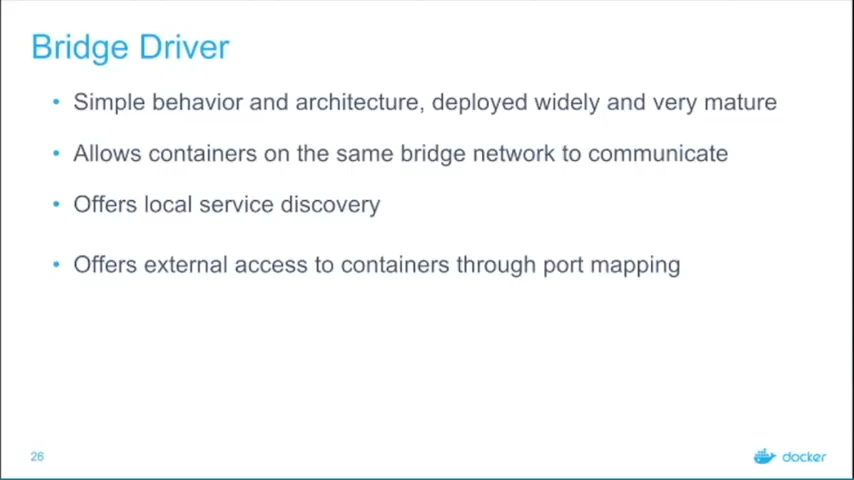 Bridge Driver
• Simple behavior and architecture, deployed widely and very mature
• Allows containers on the same bridge network to communicate
• Offers local service discovery
• Offers external access to containers through port mapping
26
docker